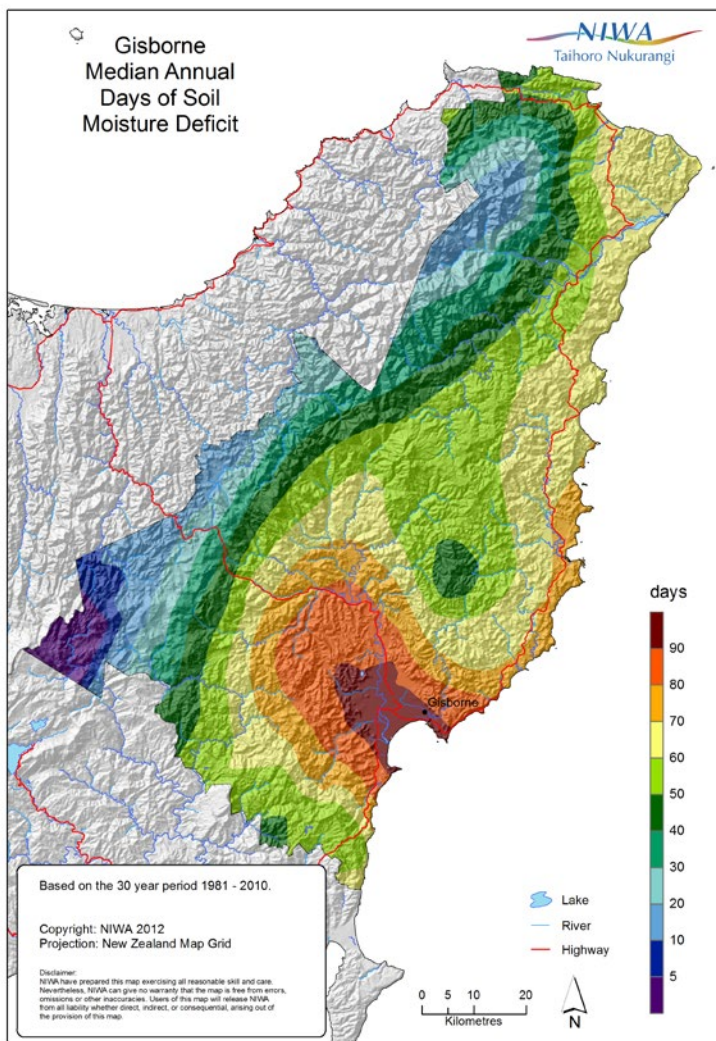 Gisborne
Median Annual
Days of Soil
Moisture Deficit
NIWA
Taihoro Nukurangi
Gisborne
days
90
80
70
60
50
40
30
20
10
5
Based on the 30 year period 1981 - 2010.
Copyright: NIWA 2012
Projection: New Zealand Map Grid
Disclaimer:
NIWA have prepared this map exercising all reasonable skill and care.
Nevertheless, NIWA can give no warranty that the map is free from errors,
omissions or other inaccuracies. Users of this map will release NIWA
from all liability whether direct, indirect, or consequential, arising out of
the provision of this map.
Lake
River
Highway
0 5 10 20
Kilometres
N